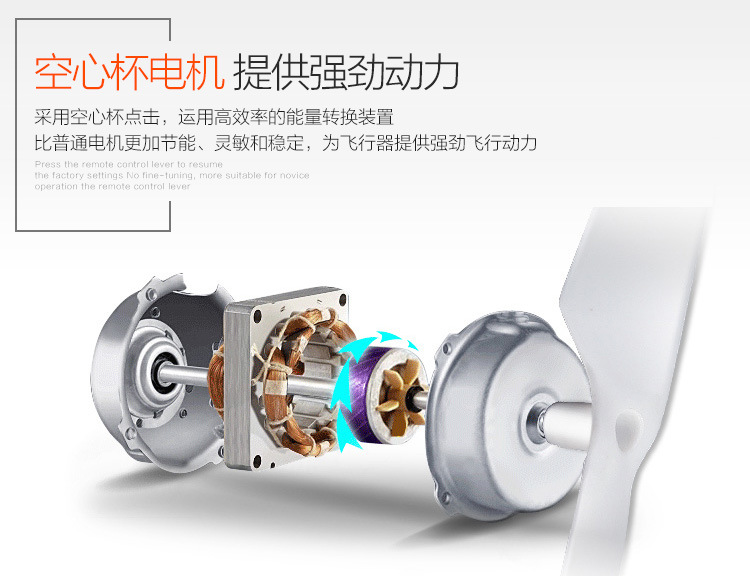 空心杯电机 提供强劲动力
采用空心杯点击，运用高效率的能量转换装置
比普通电机更加节能、灵敏和稳定，为飞行器提供强劲飞行动力
Press the remote control lever to resume
the factory settings No fine-tuning, more suitable for novice
operation the remote control lever